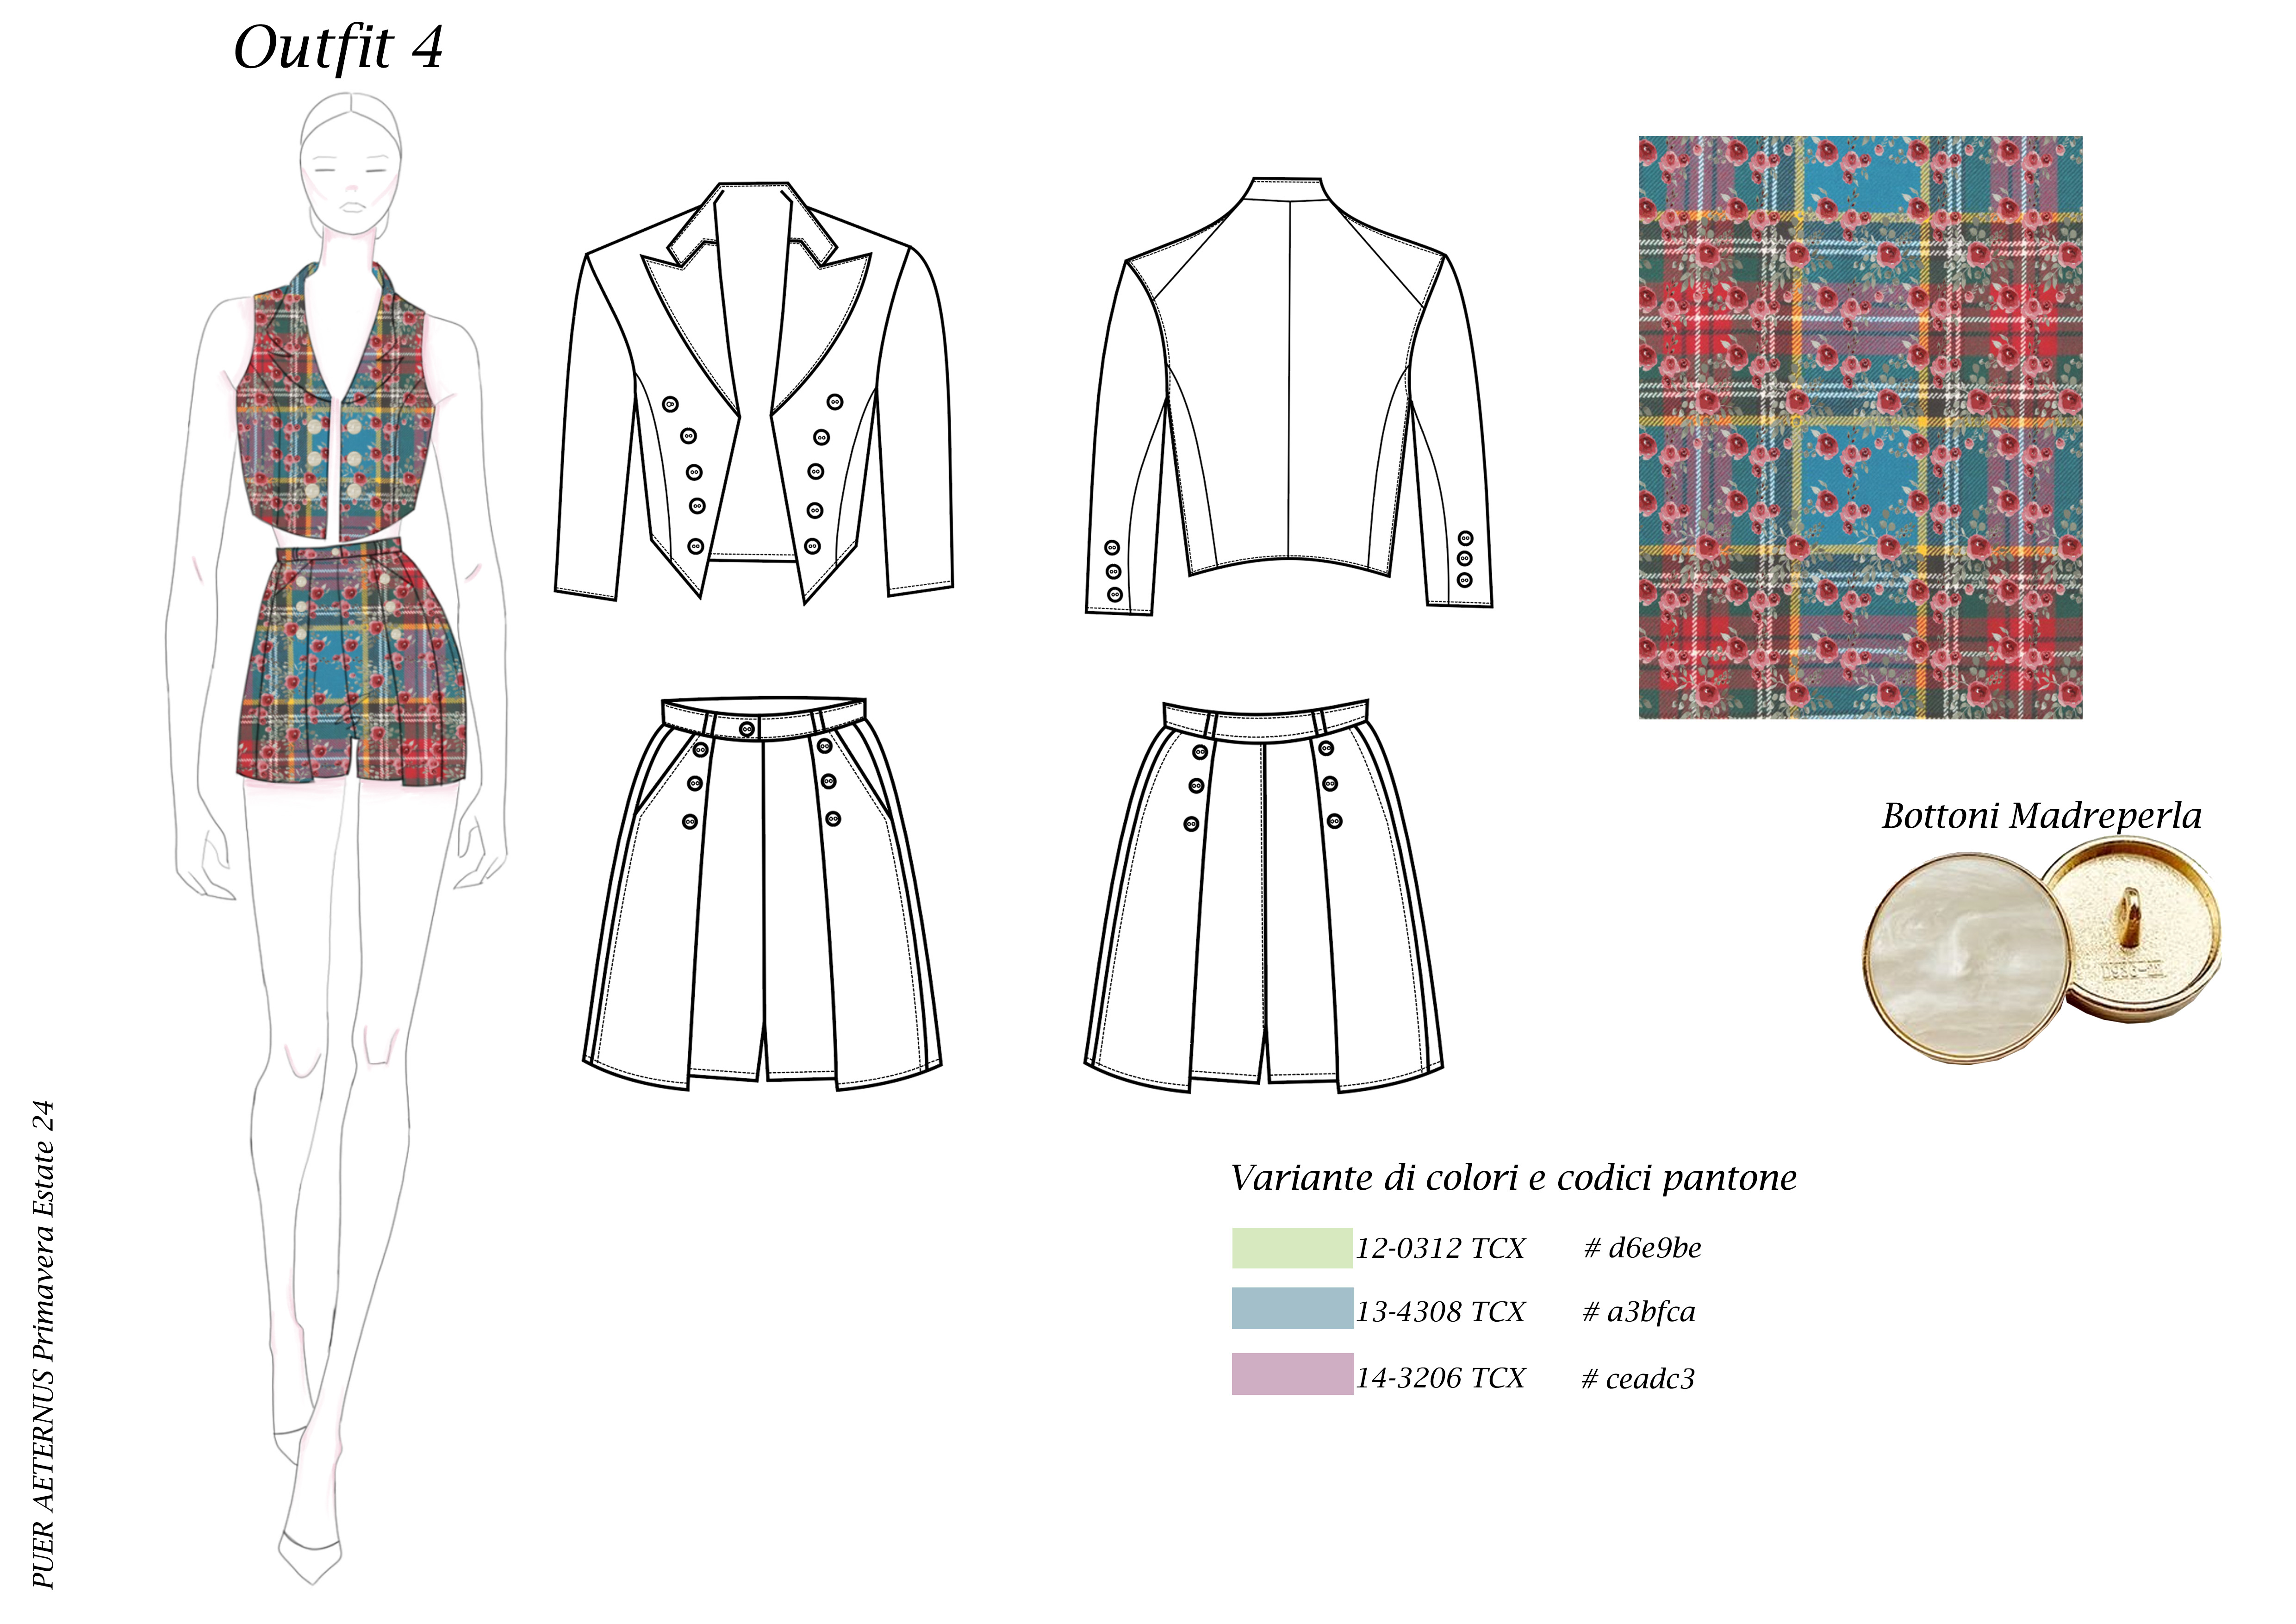 Outfit 4
Bottoni Madreperla
Variante di colori e codici pantone
12-0312 TCX # d6e9be
13-4308 TCX # a3bfca
14-3206 TCX # ceadc3
PUER AETERNUS Primavera Estate 24